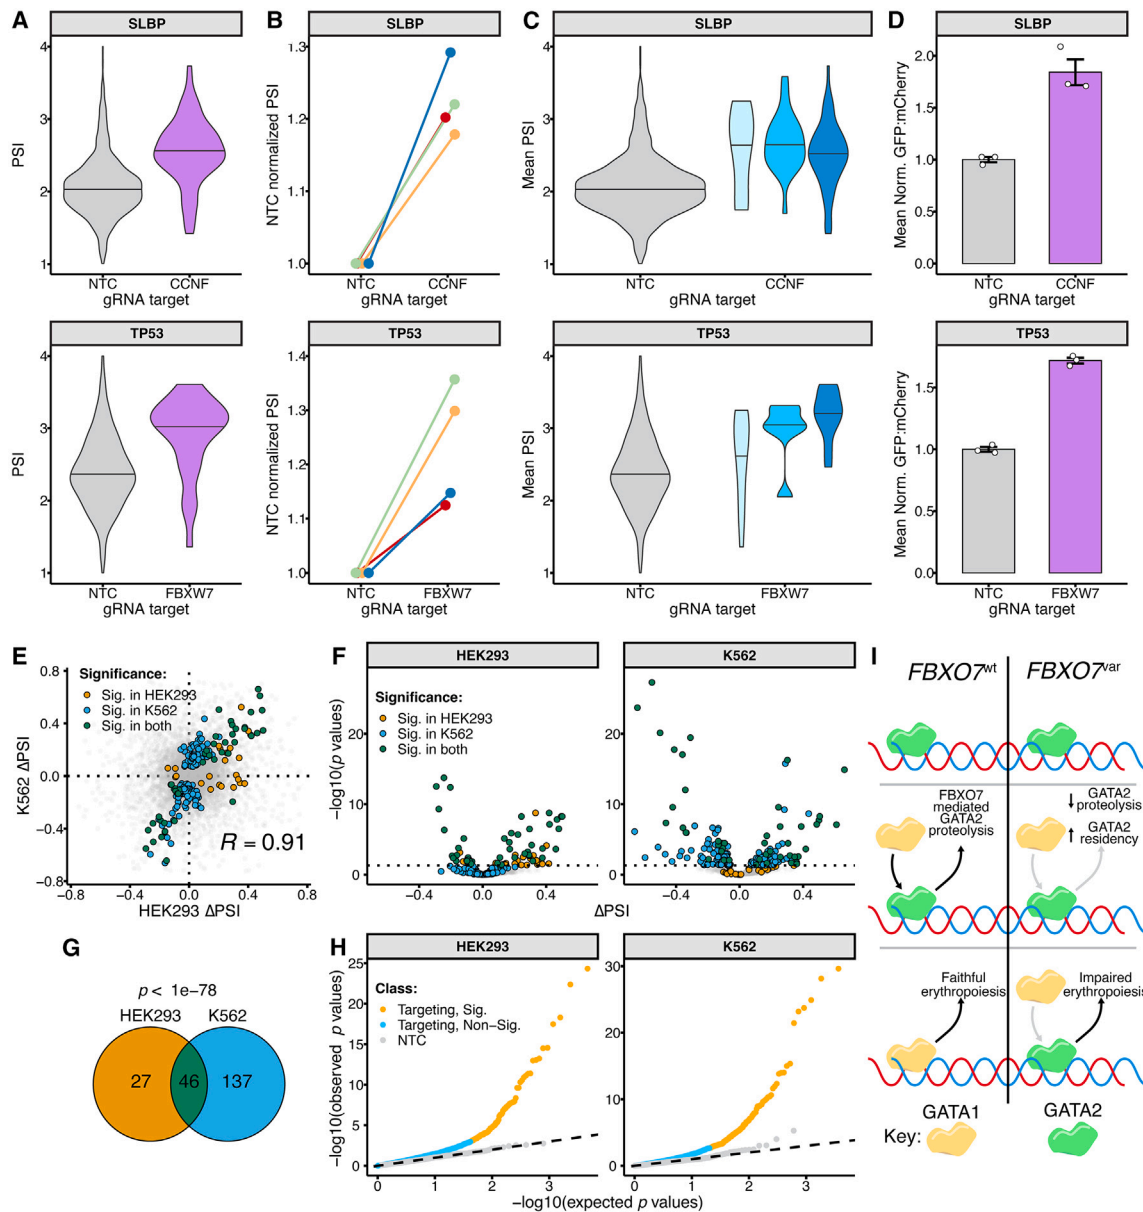 A
SLBP
PSI
4
3
2
1
NTC
CCNF
gRNA target
B
SLBP
NTC normalized PSI
1.3
1.2
1.1
1.0
NTC
CCNF
gRNA target
C
SLBP
Mean PSI
4
3
2
1
NTC
CCNF
gRNA target
D
SLBP
Mean Norm. GFP:mCherry
2.0
1.5
1.0
0.5
0.0
NTC
CCNF
gRNA target
TP53
PSI
4
3
2
1
NTC
FBXW7
gRNA target
TP53
NTC normalized PSI
1.4
1.3
1.2
1.1
1.0
NTC
FBXW7
gRNA target
TP53
Mean PSI
4
3
2
1
NTC
FBXW7
gRNA target
TP53
Mean Norm. GFP:mCherry
1.5
1.0
0.5
0.0
NTC
FBXW7
gRNA target
E
K562 ΔPSI
0.8
0.4
0.0
−0.4
−0.8
Significance:
Sig. in HEK293
Sig. in K562
Sig. in both
R = 0.91
−0.8
−0.4
0.0
0.4
0.8
HEK293 ΔPSI
F
HEK293
−log10(p values)
20
10
0
Significance:
Sig. in HEK293
Sig. in K562
Sig. in both
−0.4
0.0
0.4
K562
−0.4
0.0
0.4
ΔPSI
G
p < 1e−78
HEK293
K562
27
46
137
H
HEK293
−log10(observed p values)
25
20
15
10
5
0
Class:
Targeting, Sig.
Targeting, Non−Sig.
NTC
0
1
2
3
K562
30
20
10
0
0
1
2
3
−log10(expected p values)
I
FBXO7wt
FBXO7var
FBXO7
mediated
GATA2
proteolysis
GATA2
proteolysis
GATA2
residency
Faithful
erythropoiesis
Impaired
erythropoiesis
GATA1
GATA2
Key: